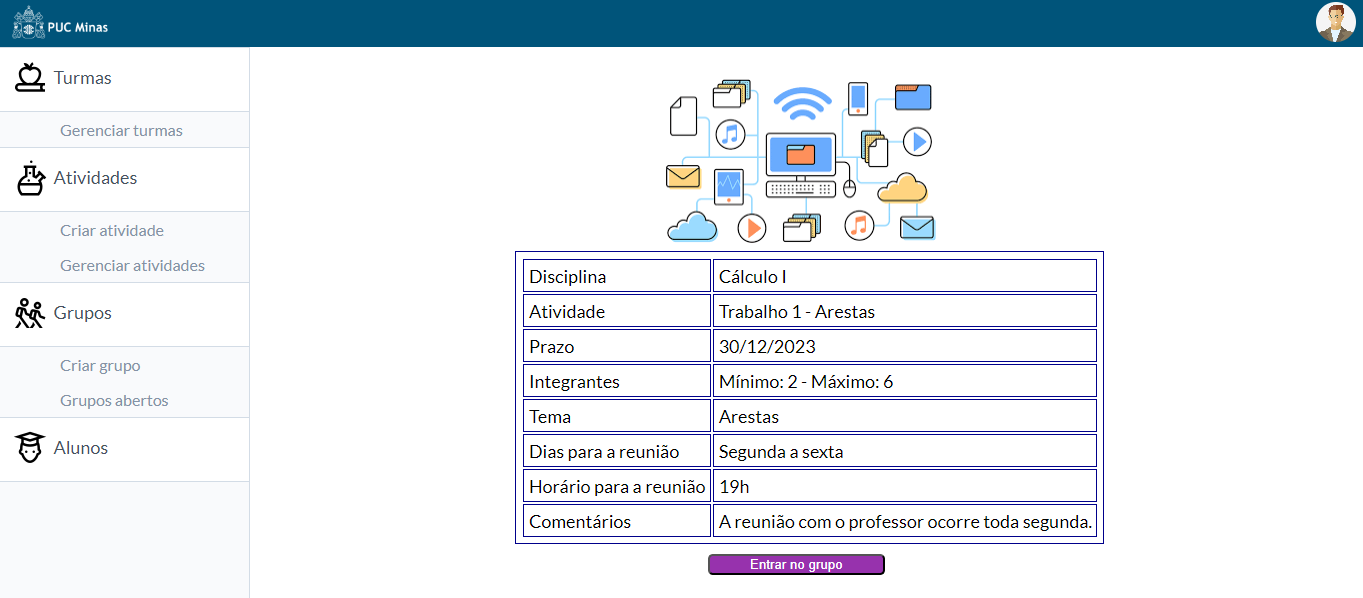 PUC Minas
Turmas
Gerenciar turmas
Atividades
Criar atividade
Gerenciar atividades
Grupos
Criar grupo
Grupos abertos
Alunos
Disciplina Cálculo I
Atividade Trabalho 1 - Arestas
Prazo 30/12/2023
Integrantes Mínimo: 2 - Máximo: 6
Tema Arestas
Dias para a reunião Segunda a sexta
Horário para a reunião 19h
Comentários A reunião com o professor ocorre toda segunda.
Entrar no grupo